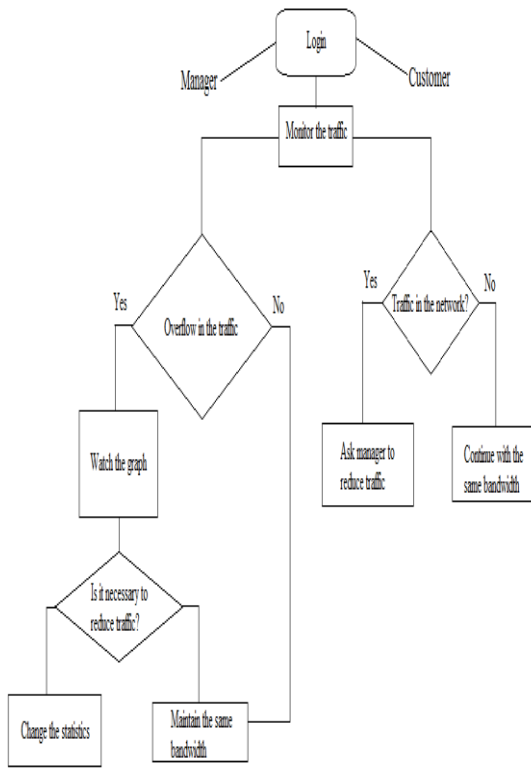 Login
Manager
Customer
Monitor the traffic
Yes
No
Overflow in the traffic
Yes
No
Traffic in the network?
Watch the graph
Ask manager to
reduce traffic
Continue with the
same bandwidth
Is it necessary to
reduce traffic?
Change the statistics
Maintain the same
bandwidth